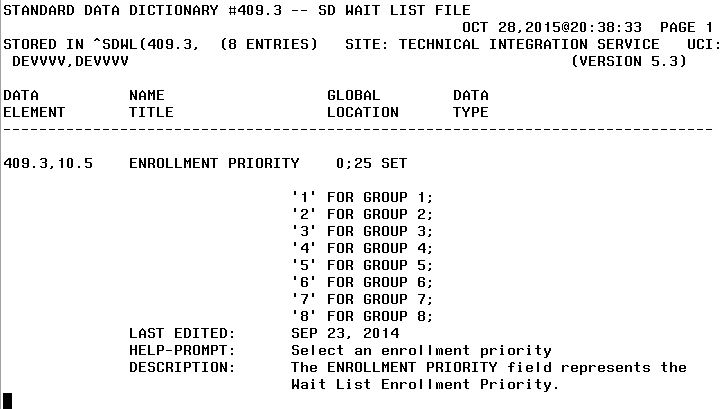 STANDARD DATA DICTIONARY #409.3 -- SD WAIT LIST FILE
OCT 28,2015@20:38:33 PAGE 1
STORED IN ^SDWL(409.3, (8 ENTRIES) SITE: TECHNICAL INTEGRATION SERVICE UCI:
DEVVVV,DEVVVV (VERSION 5.3)
DATA NAME GLOBAL DATA
ELEMENT TITLE LOCATION TYPE
-------------------------------------------------------------------------------
409.3,10.5 ENROLLMENT PRIORITY 0;25 SET
'1' FOR GROUP 1;
'2' FOR GROUP 2;
'3' FOR GROUP 3;
'4' FOR GROUP 4;
'5' FOR GROUP 5;
'6' FOR GROUP 6;
'7' FOR GROUP 7;
'8' FOR GROUP 8;
LAST EDITED: SEP 23, 2014
HELP-PROMPT: Select an enrollment priority
DESCRIPTION: The ENROLLMENT PRIORITY field represents the
Wait List Enrollment Priority.